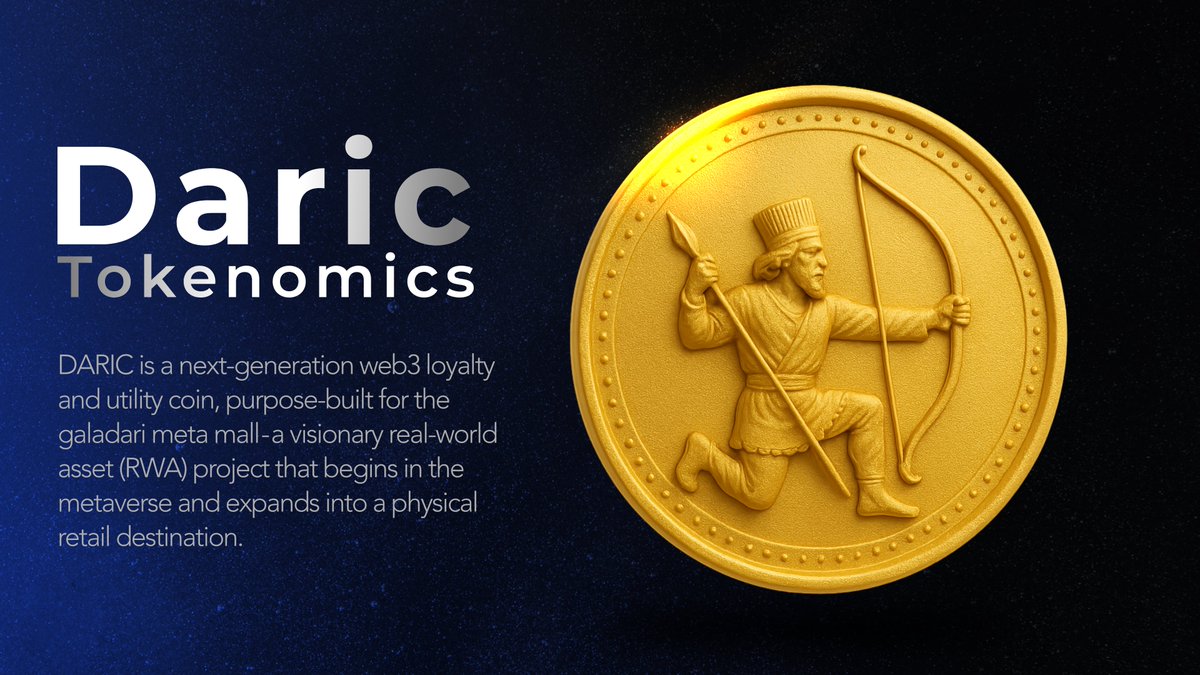 Daric
Tokenomics
DARIC is a next-generation web3 loyalty
and utility coin, purpose-built for the
galadari meta mall-a visionary real-world
asset (RWA) project that begins in the
metaverse and expands into a physical
retail destination.